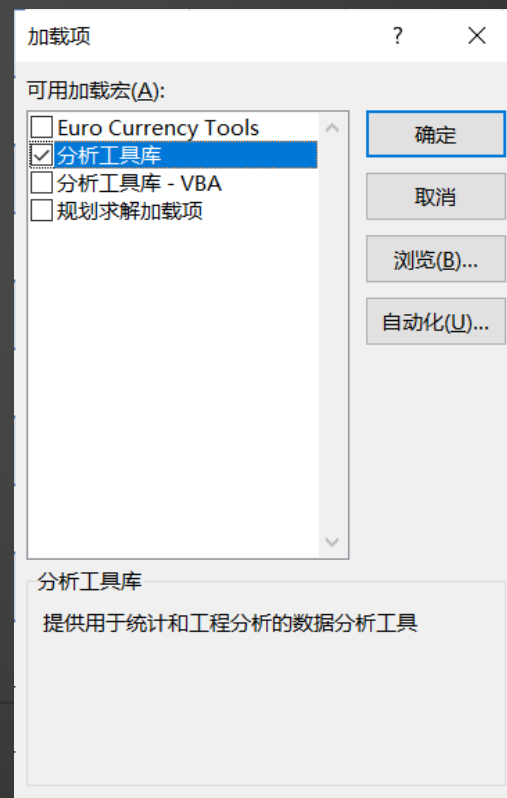 加载项
?
可用加载宏(A):
Euro Currency Tools
分析工具库
分析工具库 - VBA
规划求解加载项
确定
取消
浏览(B)...
自动化(U)...
分析工具库
提供用于统计和工程分析的数据分析工具